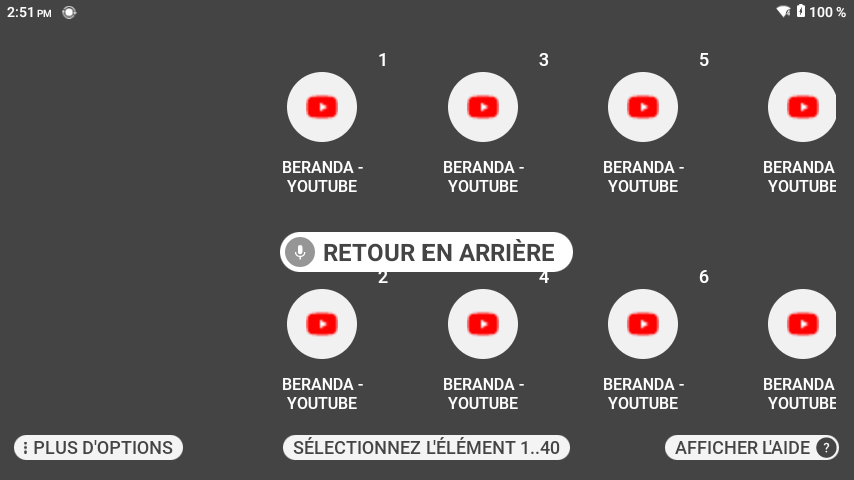 2:51 PM
100 %
1
3
5
BERANDA -
YOUTUBE
BERANDA -
YOUTUBE
BERANDA -
YOUTUBE
BERANDA
YOUTUBE
RETOUR EN ARRIÈRE
2
4
6
BERANDA -
YOUTUBE
BERANDA -
YOUTUBE
BERANDA -
YOUTUBE
BERANDA
YOUTUBE
PLUS D'OPTIONS
SÉLECTIONNEZ L'ÉLÉMENT 1..40
AFFICHER L'AIDE ?